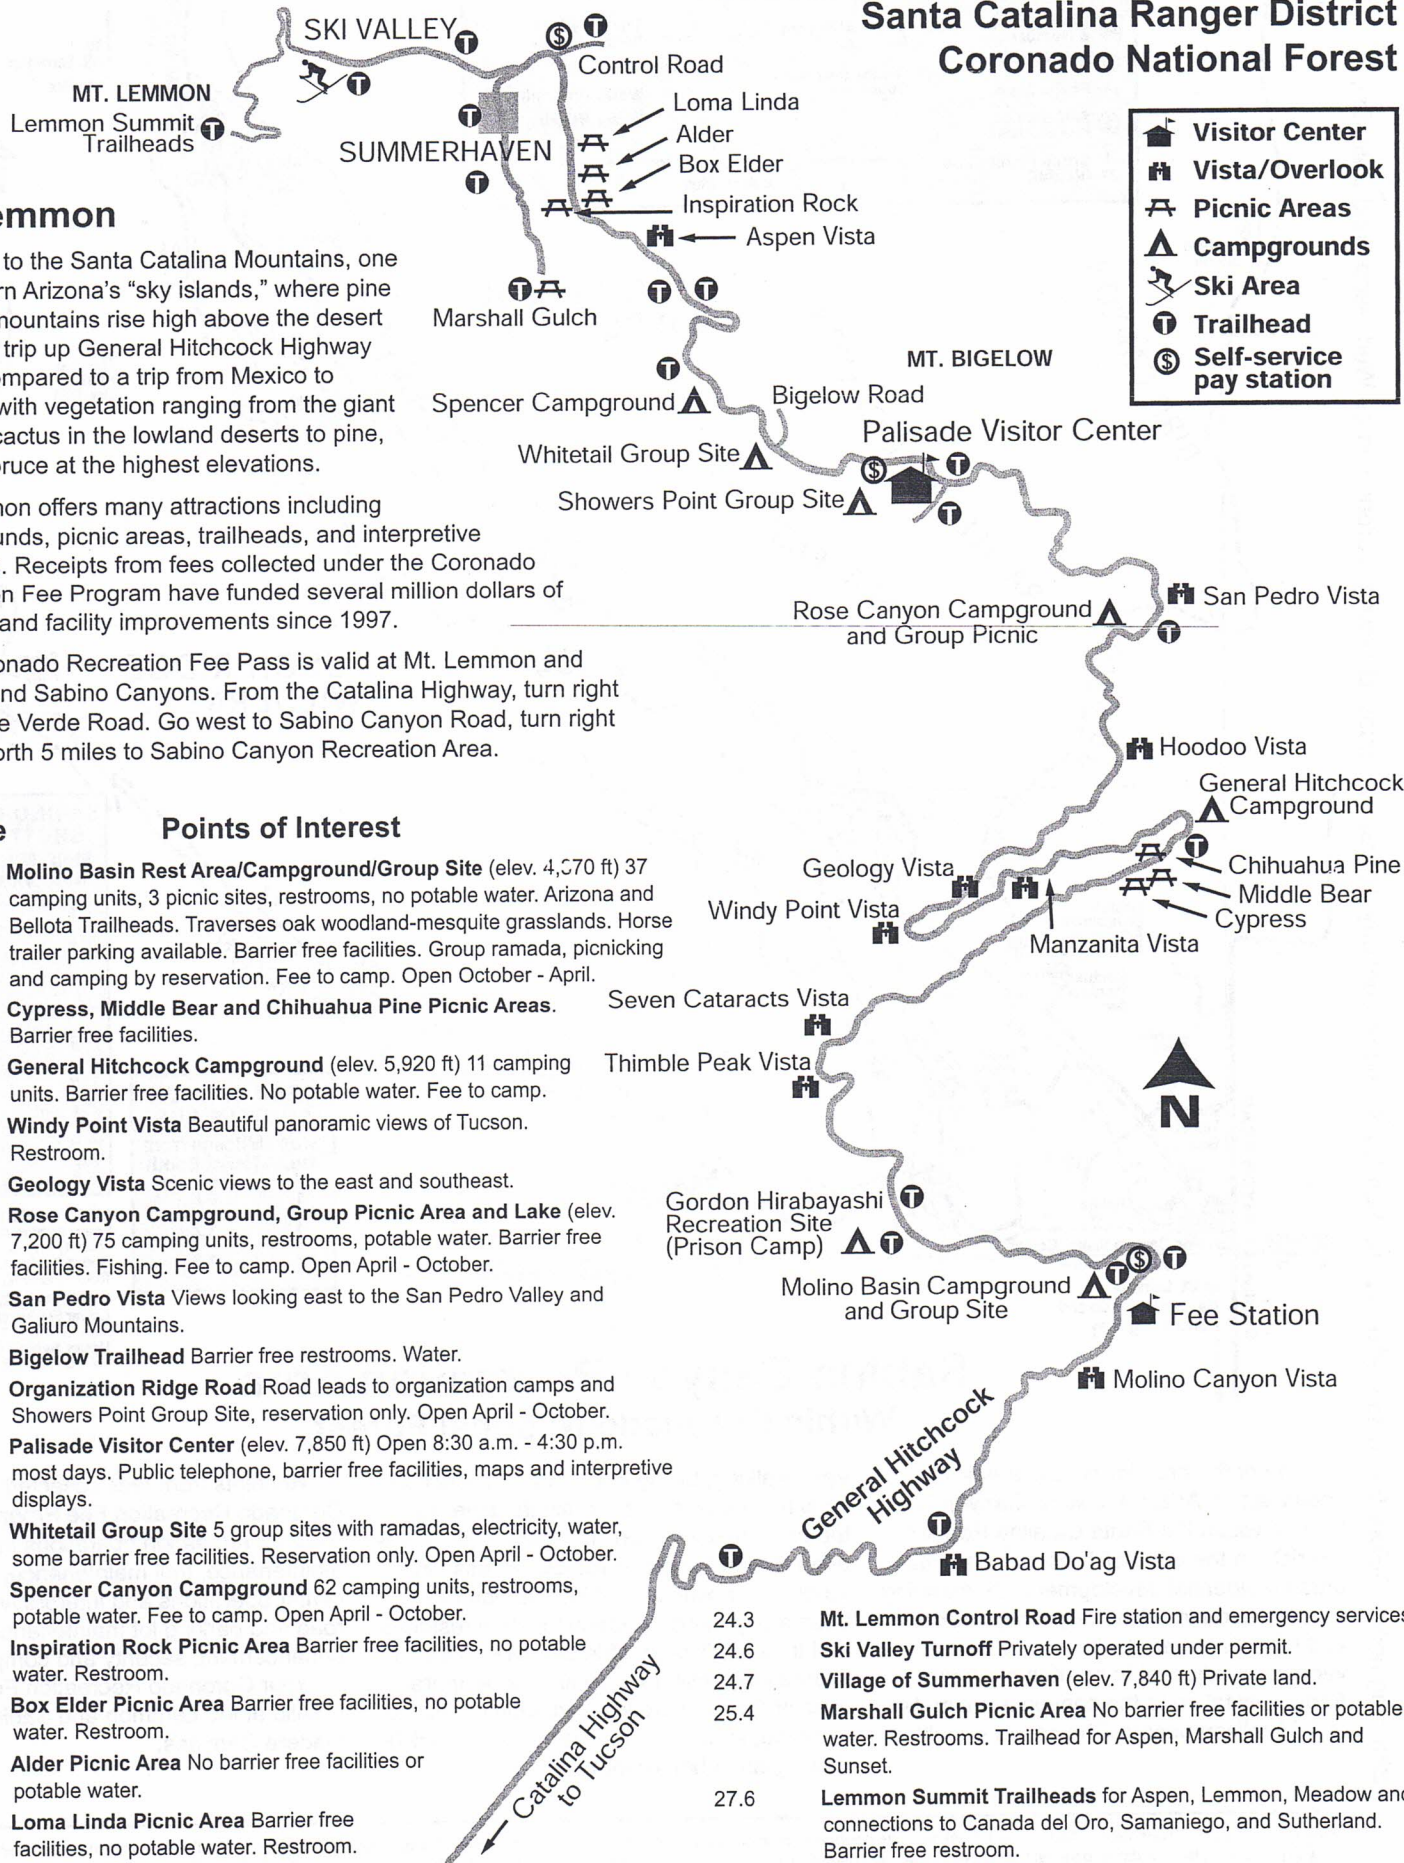 Santa Catalina Ranger District
Coronado National Forest
Visitor Center
Vista/Overlook
Picnic Areas
Campgrounds
Ski Area
Trailhead
Self-service
pay station
SKI VALLEY
Control Road
MT. LEMMON
Lemmon Summit
Trailheads
SUMMERHAVEN
Loma Linda
Alder
Box Elder
Inspiration Rock
Aspen Vista
Marshall Gulch
MT. BIGELOW
Spencer Campground
Bigelow Road
Palisade Visitor Center
Whitetail Group Site
Showers Point Group Site
San Pedro Vista
Rose Canyon Campground
and Group Picnic
Hoodoo Vista
General Hitchcock
Campground
Geology Vista
Chihuahua Pine
Middle Bear
Cypress
Windy Point Vista
Manzanita Vista
Seven Cataracts Vista
Thimble Peak Vista
N
Gordon Hirabayashi
Recreation Site
(Prison Camp)
Molino Basin Campground
and Group Site
Fee Station
Molino Canyon Vista
General Hitchcock
Highway
Babad Do'ag Vista
Catalina Highway
to Tucson
emmon
to the Santa Catalina Mountains, one
rn Arizona's “sky islands,” where pine
mountains rise high above the desert
trip up General Hitchcock Highway
ompared to a trip from Mexico to
with vegetation ranging from the giant
cactus in the lowland deserts to pine,
pruce at the highest elevations.
non offers many attractions including
unds, picnic areas, trailheads, and interpretive
. Receipts from fees collected under the Coronado
n Fee Program have funded several million dollars of
and facility improvements since 1997.
onado Recreation Fee Pass is valid at Mt. Lemmon and
nd Sabino Canyons. From the Catalina Highway, turn right
e Verde Road. Go west to Sabino Canyon Road, turn right
orth 5 miles to Sabino Canyon Recreation Area.
e Points of Interest
Molino Basin Rest Area/Campground/Group Site (elev. ft) 37
camping units, 3 picnic sites, restrooms, no potable water. Arizona and
Bellota Trailheads. Traverses oak woodland-mesquite grasslands. Horse
trailer parking available. Barrier free facilities. Group ramada, picnicking
and camping by reservation. Fee to camp. Open October - April.
Cypress, Middle Bear and Chihuahua Pine Picnic Areas.
Barrier free facilities.
General Hitchcock Campground (elev. 5,920 ft) 11 camping
units. Barrier free facilities. No potable water. Fee to camp.
Windy Point Vista Beautiful panoramic views of Tucson.
Restroom.
Geology Vista Scenic views to the east and southeast.
Rose Canyon Campground, Group Picnic Area and Lake (elev.
7,200 ft) 75 camping units, restrooms, potable water. Barrier free
facilities. Fishing. Fee to camp. Open April - October.
San Pedro Vista Views looking east to the San Pedro Valley and
Galiuro Mountains.
Bigelow Trailhead Barrier free restrooms. Water.
Organization Ridge Road Road leads to organization camps and
Showers Point Group Site, reservation only. Open April - October.
Palisade Visitor Center (elev. 7,850 ft) Open 8:30 a.m. - 4:30 p.m.
most days. Public telephone, barrier free facilities, maps and interpretive
displays.
Whitetail Group Site 5 group sites with ramadas, electricity, water,
some barrier free facilities. Reservation only. Open April - October.
Spencer Canyon Campground 62 camping units, restrooms,
potable water. Fee to camp. Open April - October.
Inspiration Rock Picnic Area Barrier free facilities, no potable
water. Restroom.
Box Elder Picnic Area Barrier free facilities, no potable
water. Restroom.
Alder Picnic Area No barrier free facilities or
potable water.
Loma Linda Picnic Area Barrier free
facilities, no potable water. Restroom.
24.3 Mt. Lemmon Control Road Fire station and emergency services
24.6 Ski Valley Turnoff Privately operated under permit.
24.7 Village of Summerhaven (elev. 7,840 ft) Private land.
25.4 Marshall Gulch Picnic Area No barrier free facilities or potable
water. Restrooms. Trailhead for Aspen, Marshall Gulch and
Sunset.
27.6 Lemmon Summit Trailheads for Aspen, Lemmon, Meadow and
connections to Canada del Oro, Samaniego, and Sutherland.
Barrier free restroom.